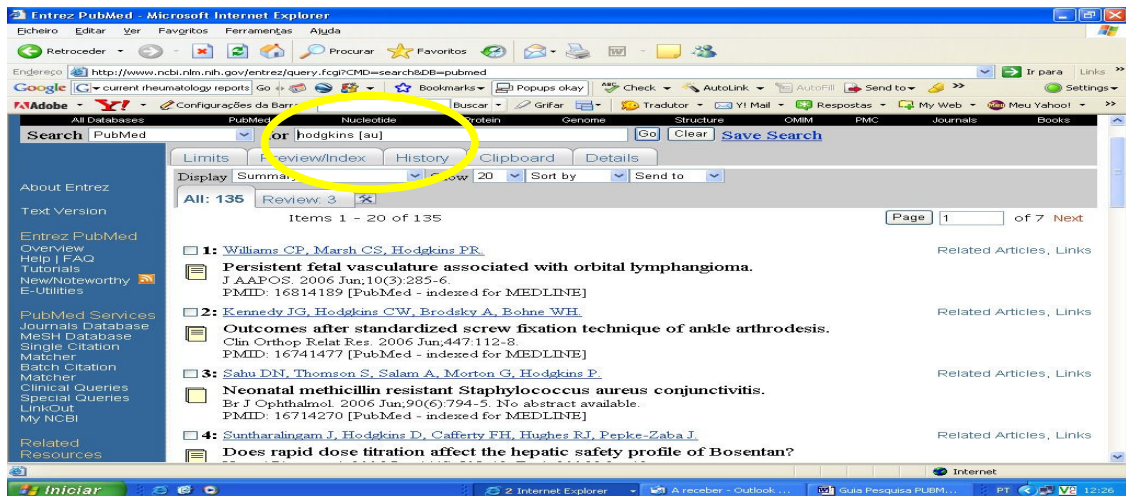 Entrez PubMed - Microsoft Internet Explorer
Ficheiro Editar Ver Favoritos Ferramentas Ajuda
Retroceder Procurar Favoritos
Endereço http://www.ncbi.nlm.nih.gov/entrez/query.fcgi?CMD=search&DB=pubmed Ir para Links »
Google current rheumatology reports Go Bookmarks Popups okay Check AutoLink AutoFill Send to Settings
Adobe Y! Configurações da Barra Buscar Grifar Tradutor Y! Mail Respostas My Web Meu Yahoo! »
All Databases PubMed Nucleotide Protein Genome Structure OMIM PMC Journals Books
Search PubMed for hodgkins [au] Go Clear Save Search
Limits Preview/Index History Clipboard Details
Display Summary Show 20 Sort by Send to
All: 135 Review: 3
Items 1 - 20 of 135 Page 1 of 7 Next
About Entrez
Text Version
Entrez PubMed
Overview
Help | FAQ
Tutorials
New/Noteworthy
E-Utilities
PubMed Services
Journals Database
MeSH Database
Single Citation
Matcher
Batch Citation
Matcher
Clinical Queries
Special Queries
LinkOut
My NCBI
Related
Resources
1: Williams CP, Marsh CS, Hodgkins PR. Related Articles, Links
Persistent fetal vasculature associated with orbital lymphangioma.
J AAPOS. 2006 Jun;10(3):285-6.
PMID: 16814189 [PubMed - indexed for MEDLINE]
2: Kennedy JG, Hodgkins CW, Brodsky A, Bohne WH. Related Articles, Links
Outcomes after standardized screw fixation technique of ankle arthrodesis.
Clin Orthop Relat Res. 2006 Jun;447:112-8.
PMID: 16741477 [PubMed - indexed for MEDLINE]
3: Sahu DN, Thomson S, Salam A, Morton G, Hodgkins P. Related Articles, Links
Neonatal methicillin resistant Staphylococcus aureus conjunctivitis.
Br J Ophthalmol. 2006 Jun;90(6):794-5. No abstract available.
PMID: 16714270 [PubMed - indexed for MEDLINE]
4: Suntharalingam J, Hodgkins D, Cafferty FH, Hughes RJ, Pepke-Zaba J. Related Articles, Links
Does rapid dose titration affect the hepatic safety profile of Bosentan?
Internet
Iniciar 2 Internet Explorer A receber - Outlook ... Guia Pesquisa PUBM... PT 12:26